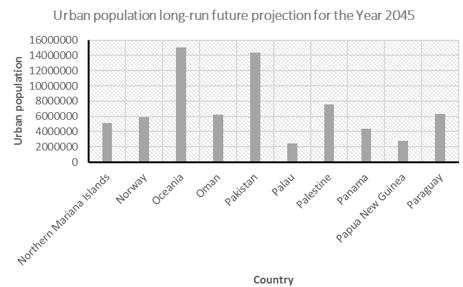 Urban population long-run future projection for the Year 2045
Urban population
16000000
14000000
12000000
10000000
8000000
6000000
4000000
2000000
0
Northern Mariana Islands
Norway
Oceania
Oman
Pakistan
Palau
Palestine
Panama
Papua New Guinea
Paraguay
Country